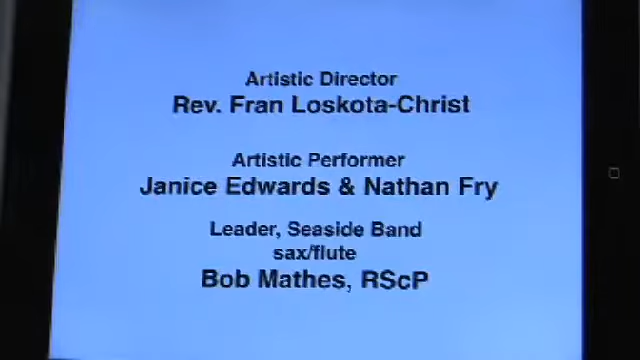 Artistic Director
Rev. Fran Loskota-Christ
Artistic Performer
Janice Edwards & Nathan Fry
Leader, Seaside Band
sax/flute
Bob Mathes, RScP